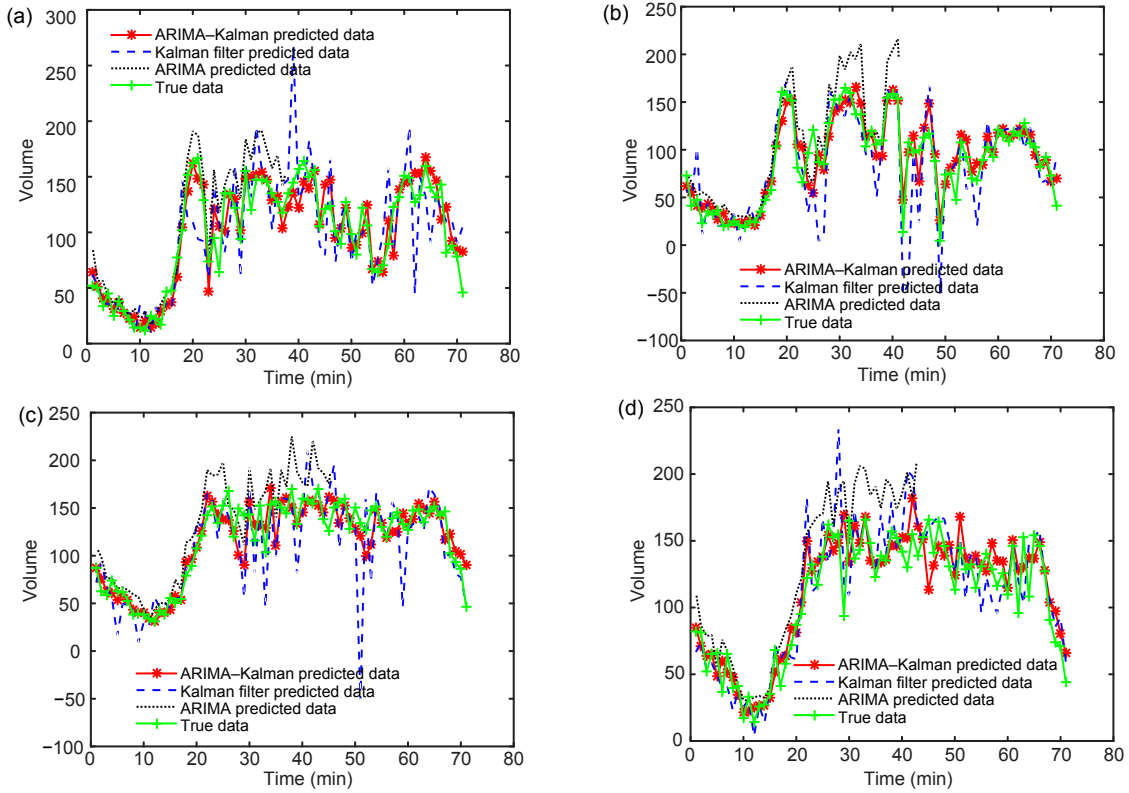 (a)
300
250
200
150
100
50
0
Volume
ARIMA–Kalman predicted data
Kalman filter predicted data
ARIMA predicted data
True data
0 10 20 30 40 50 60 70 80
Time (min)
(b)
250
200
150
100
50
0
−50
−100
Volume
ARIMA–Kalman predicted data
Kalman filter predicted data
ARIMA predicted data
True data
0 10 20 30 40 50 60 70 80
Time (min)
(c)
250
200
150
100
50
0
−50
−100
Volume
ARIMA–Kalman predicted data
Kalman filter predicted data
ARIMA predicted data
True data
0 10 20 30 40 50 60 70 80
Time (min)
(d)
250
200
150
100
50
0
Volume
ARIMA–Kalman predicted data
Kalman filter predicted data
ARIMA predicted data
True data
0 10 20 30 40 50 60 70 80
Time (min)